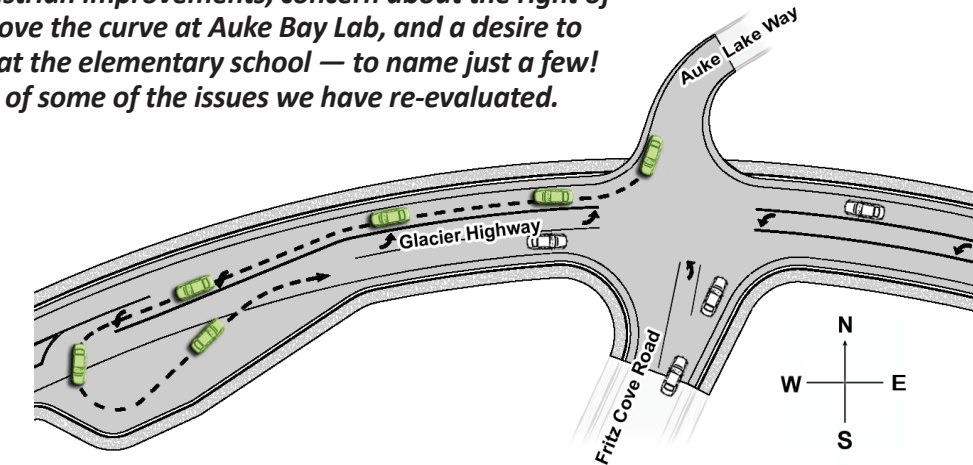 ove the curve at Auke Bay Lab, and a desire to
at the elementary school — to name just a few!
of some of the issues we have re-evaluated.
Auke Lake Way
Glacier Highway
Fritz Cove Road
N
W E
S